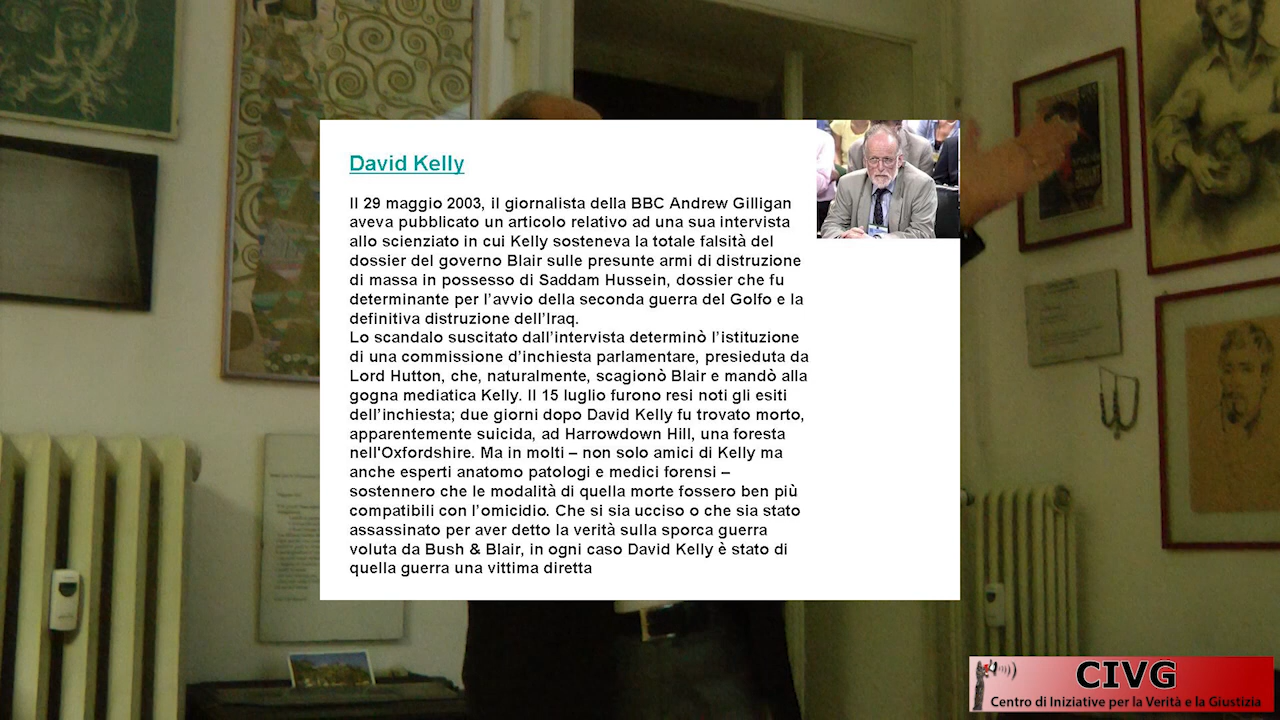 David Kelly
Il 29 maggio 2003, il giornalista della BBC Andrew Gilligan
aveva pubblicato un articolo relativo ad una sua intervista
allo scienziato in cui Kelly sosteneva la totale falsità del
dossier del governo Blair sulle presunte armi di distruzione
di massa in possesso di Saddam Hussein, dossier che fu
determinante per l’avvio della seconda guerra del Golfo e la
definitiva distruzione dell’Iraq.
Lo scandalo suscitato dall’intervista determinò l’istituzione
di una commissione d’inchiesta parlamentare, presieduta da
Lord Hutton, che, naturalmente, scagionò Blair e mandò alla
gogna mediatica Kelly. Il 15 luglio furono resi noti gli esiti
dell’inchiesta; due giorni dopo David Kelly fu trovato morto,
apparentemente suicida, ad Harrowdown Hill, una foresta
nell'Oxfordshire. Ma in molti – non solo amici di Kelly ma
anche esperti anatomo patologi e medici forensi –
sostennero che le modalità di quella morte fossero ben più
compatibili con l’omicidio. Che si sia ucciso o che sia stato
assassinato per aver detto la verità sulla sporca guerra
voluta da Bush & Blair, in ogni caso David Kelly è stato di
quella guerra una vittima diretta
CIVG
Centro di Iniziative per la Verità e la Giustizia